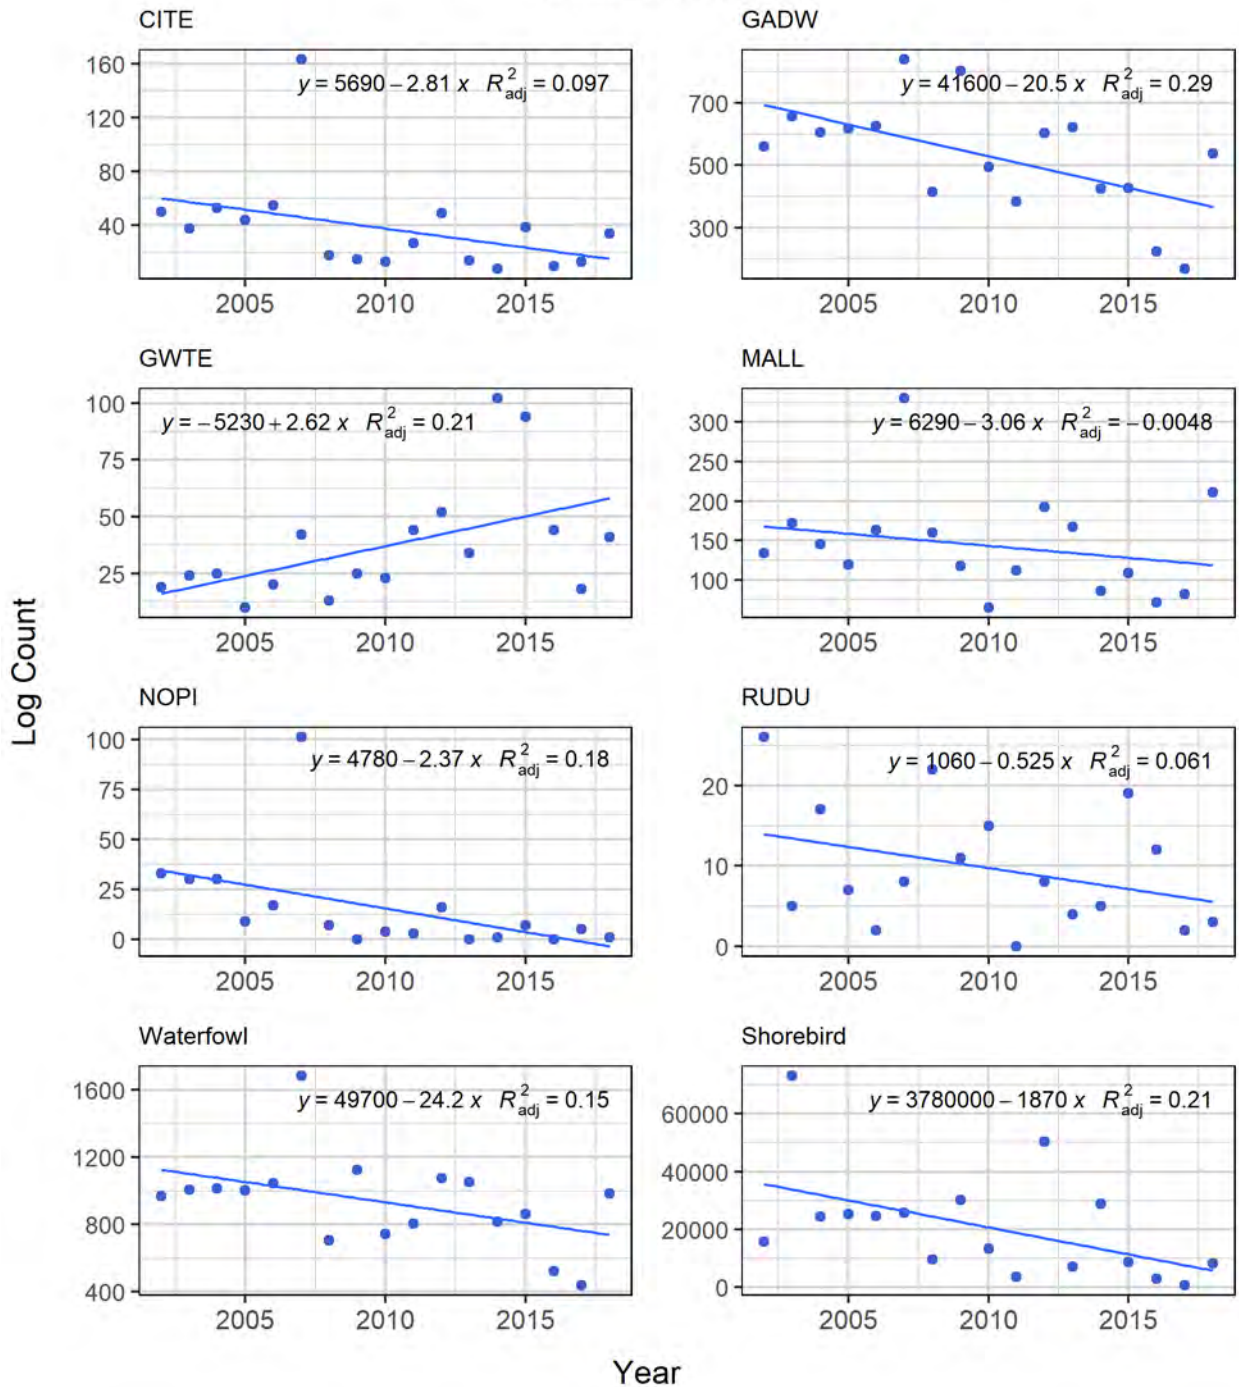 CITE
y = 5690 − 2.81 x R²adj = 0.097
160
120
80
40
2005 2010 2015
GADW
y = 41600 − 20.5 x R²adj = 0.29
700
500
300
2005 2010 2015
GWTE
y = −5230 + 2.62 x R²adj = 0.21
100
75
50
25
2005 2010 2015
MALL
y = 6290 − 3.06 x R²adj = −0.0048
300
250
200
150
100
2005 2010 2015
Log Count
NOPI
y = 4780 − 2.37 x R²adj = 0.18
100
75
50
25
0
2005 2010 2015
RUDU
y = 1060 − 0.525 x R²adj = 0.061
20
10
0
2005 2010 2015
Waterfowl
y = 49700 − 24.2 x R²adj = 0.15
1600
1200
800
400
2005 2010 2015
Shorebird
y = 3780000 − 1870 x R²adj = 0.21
60000
40000
20000
0
2005 2010 2015
Year